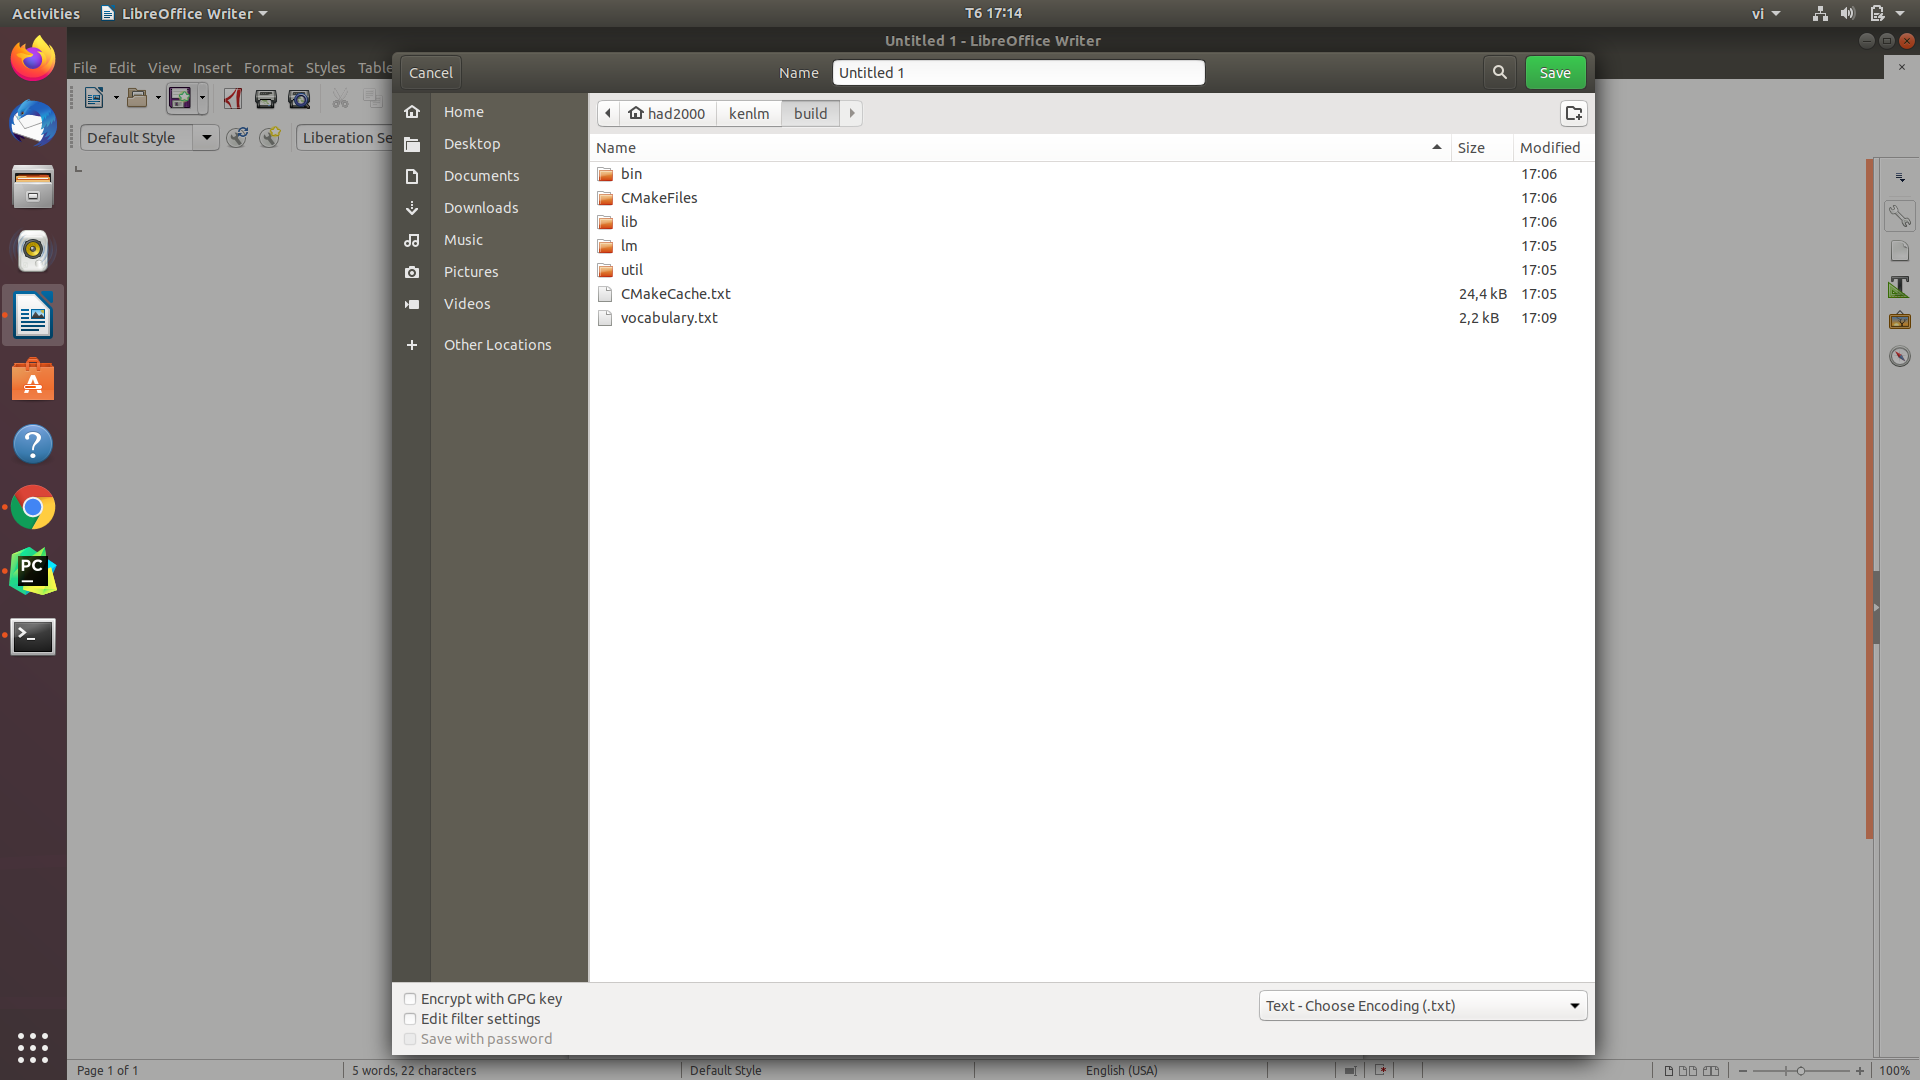 Activities LibreOffice Writer T6 17:14 vi
Untitled 1 - LibreOffice Writer
File Edit View Insert Format Styles Table
Cancel Name Untitled 1 Save
Default Style Liberation Se
had2000 kenlm build
Home
Desktop
Documents
Downloads
Music
Pictures
Videos
Other Locations
Name Size Modified
bin 17:06
CMakeFiles 17:06
lib 17:06
lm 17:05
util 17:05
CMakeCache.txt 24,4 kB 17:05
vocabulary.txt 2,2 kB 17:09
PC
Encrypt with GPG key
Edit filter settings
Save with password
Text - Choose Encoding (.txt)
Page 1 of 1 5 words, 22 characters Default Style English (USA) 100%